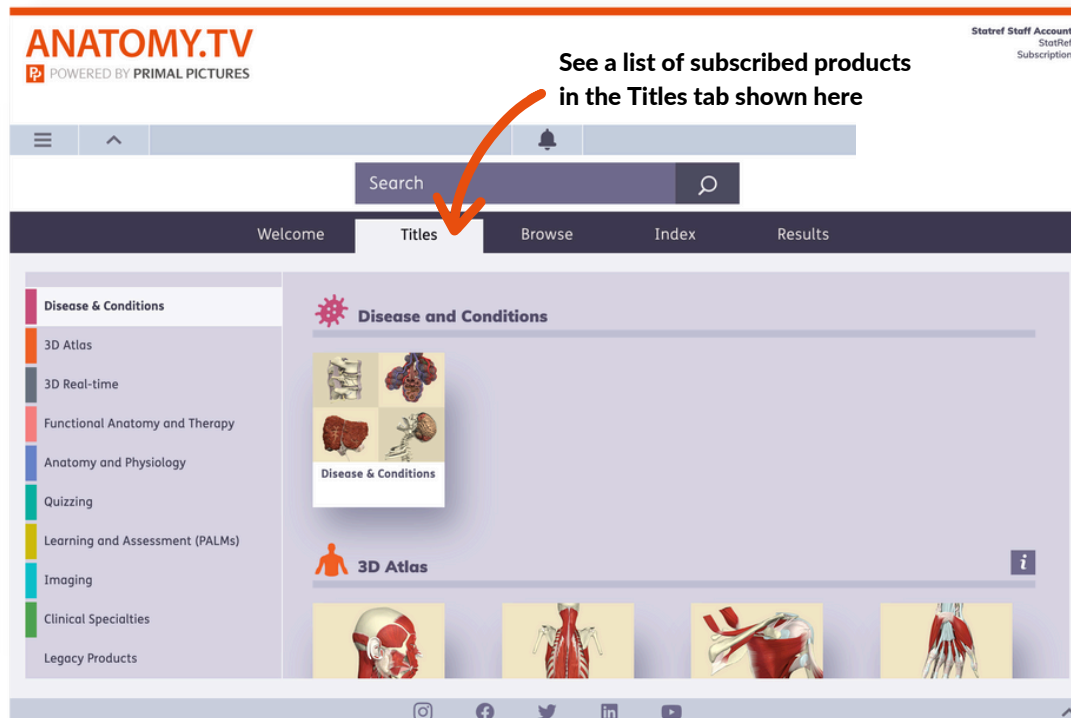 ANATOMY.TV
POWERED BY PRIMAL PICTURES
Statref Staff Account
StatRef
Subscription
See a list of subscribed products
in the Titles tab shown here
Search
Welcome
Titles
Browse
Index
Results
Disease & Conditions
3D Atlas
3D Real-time
Functional Anatomy and Therapy
Anatomy and Physiology
Quizzing
Learning and Assessment (PALMs)
Imaging
Clinical Specialties
Legacy Products
Disease and Conditions
Disease & Conditions
3D Atlas
i